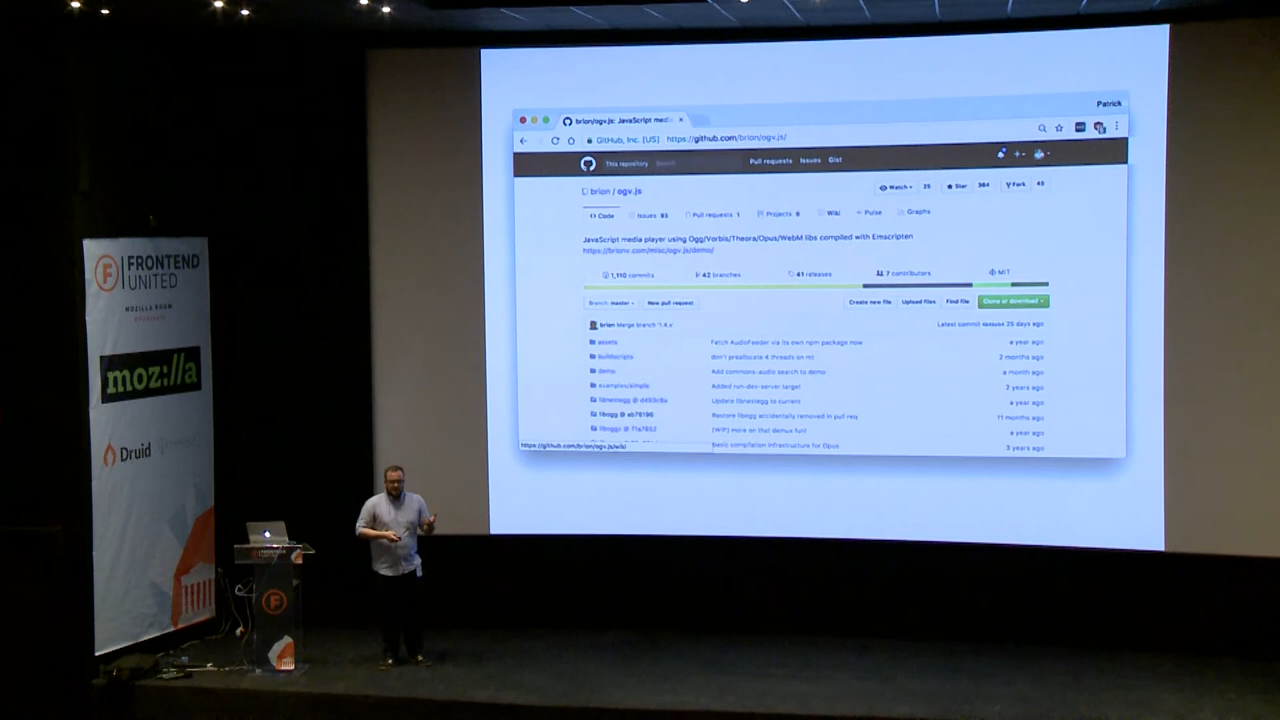 Patrick
brion/ogv.js: JavaScript medi
GitHub, Inc. [US] https://github.com/brion/ogv.js/
This repository Search Pull requests Issues Gist
brion / ogv.js Watch 25 Star 364 Fork 45
Code Issues 93 Pull requests 1 Projects 0 Wiki Pulse Graphs
JavaScript media player using Ogg/Vorbis/Theora/Opus/WebM libs compiled with Emscripten
https://brionv.com/misc/ogv.js/demo/
1,110 commits 42 branches 41 releases 7 contributors MIT
Branch: master New pull request Create new file Upload files Find file Clone or download
brion Merge branch '1.4.x' Latest commit 25 days ago
assets Fetch AudioFeeder via its own npm package now a year ago
buildscripts don't preallocate 4 threads on mt 2 months ago
demo Add commons-audio search to demo a month ago
examples/simple Added run-dev-server target 2 years ago
libnestegg @ Update libnestegg to current a year ago
libogg @ Restore libogg accidentally removed in pull req 11 months ago
liboggz @ [WIP] more on that demux fun! a year ago
https://github.com/brion/ogv.js/wiki Basic compilation infrastructure for Opus 3 years ago
F FRONTEND
UNITED
MOZILLA ROOM
moz://a
Druid
FRONTEND
UNITED
F